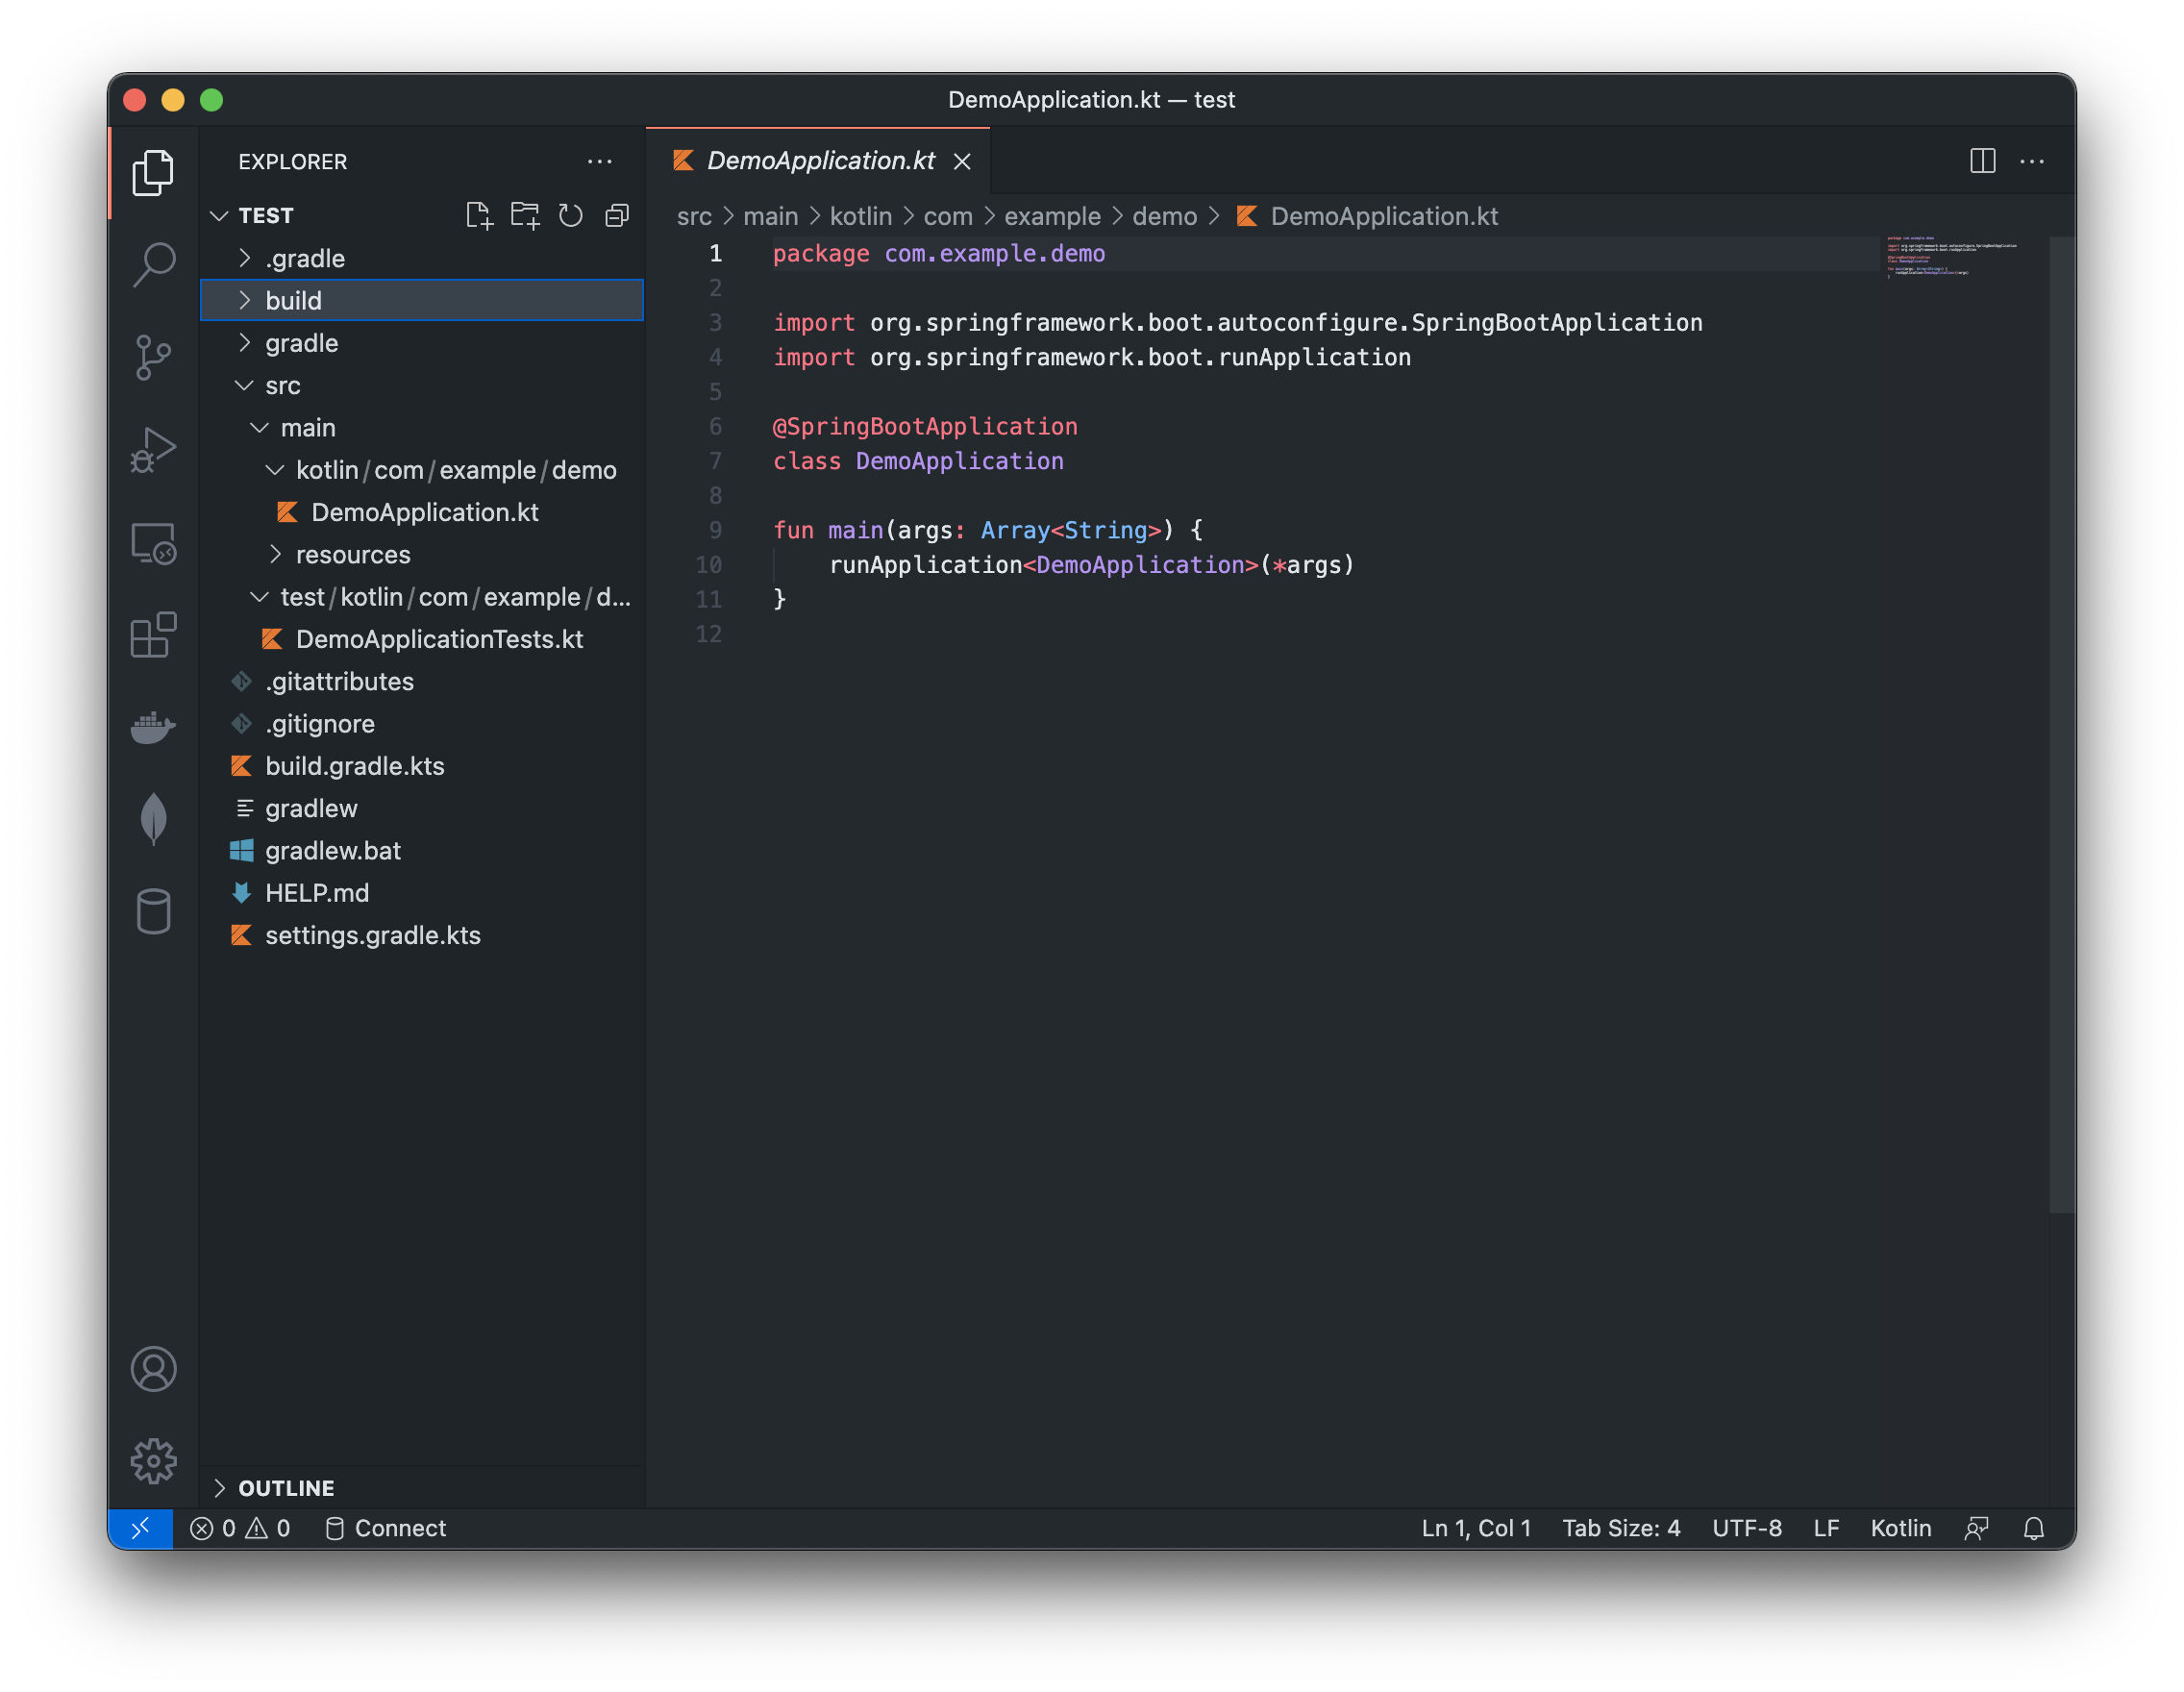 DemoApplication.kt — test
EXPLORER
TEST
.gradle
build
gradle
src
main
kotlin/com/example/demo
DemoApplication.kt
resources
test/kotlin/com/example/d...
DemoApplicationTests.kt
.gitattributes
.gitignore
build.gradle.kts
gradlew
gradlew.bat
HELP.md
settings.gradle.kts
OUTLINE
DemoApplication.kt
src > main > kotlin > com > example > demo > DemoApplication.kt
1 package com.example.demo
2
3 import org.springframework.boot.autoconfigure.SpringBootApplication
4 import org.springframework.boot.runApplication
5
6 @SpringBootApplication
7 class DemoApplication
8
9 fun main(args: Array<String>) {
10     runApplication<DemoApplication>(*args)
11 }
12
0 0 Connect Ln 1, Col 1 Tab Size: 4 UTF-8 LF Kotlin